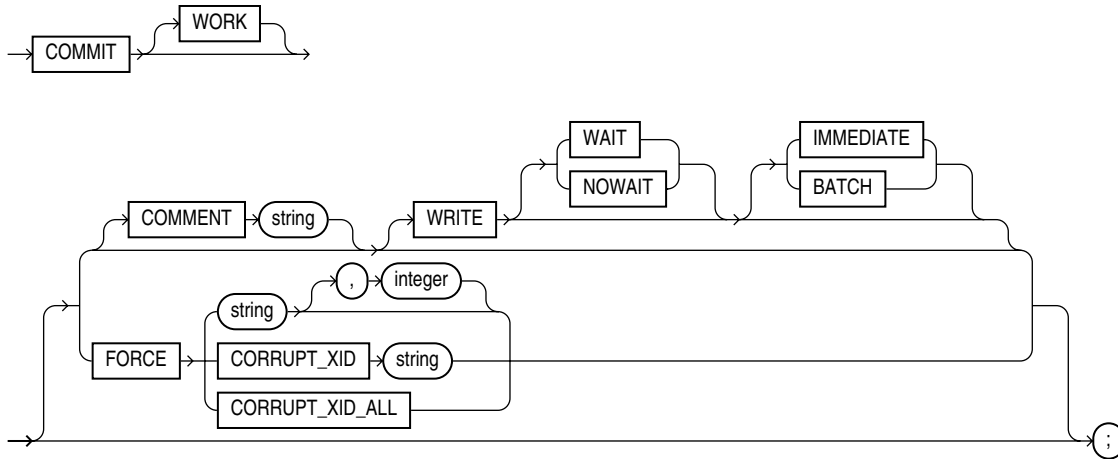 WORK
COMMIT
WAIT IMMEDIATE
NOWAIT BATCH
COMMENT string WRITE
, integer
string
FORCE CORRUPT_XID string
CORRUPT_XID_ALL
;